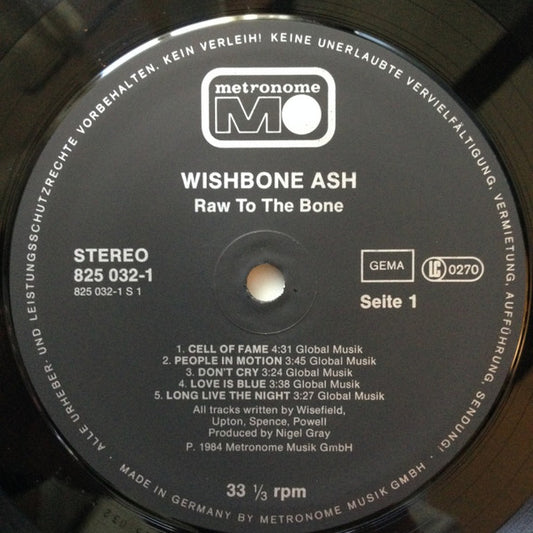 ALLE URHEBER- UND LEISTUNGSSCHUTZRECHTE VORBEHALTEN. KEIN VERLEIH! KEINE UNERLAUBTE VERVIELFÄLTIGUNG, VERMIETUNG, AUFFÜHRUNG, SENDUNG!
metronome
M
WISHBONE ASH
Raw To The Bone
STEREO
825 032-1
825 032-1 S 1
GEMA
LC 0270
Seite 1
1. CELL OF FAME 4:31 Global Musik
2. PEOPLE IN MOTION 3:45 Global Musik
3. DON'T CRY 3:24 Global Musik
4. LOVE IS BLUE 3:38 Global Musik
5. LONG LIVE THE NIGHT 3:27 Global Musik
All tracks written by Wisefield,
Upton, Spence, Powell
Produced by Nigel Gray
P. 1984 Metronome Musik GmbH
33 1/3 rpm
MADE IN GERMANY BY METRONOME MUSIK GMBH